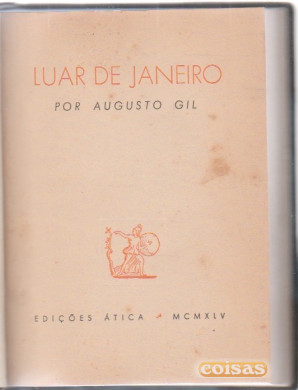 LUAR DE JANEIRO
POR AUGUSTO GIL
EDIÇÕES ÁTICA - MCMXLV
coisas